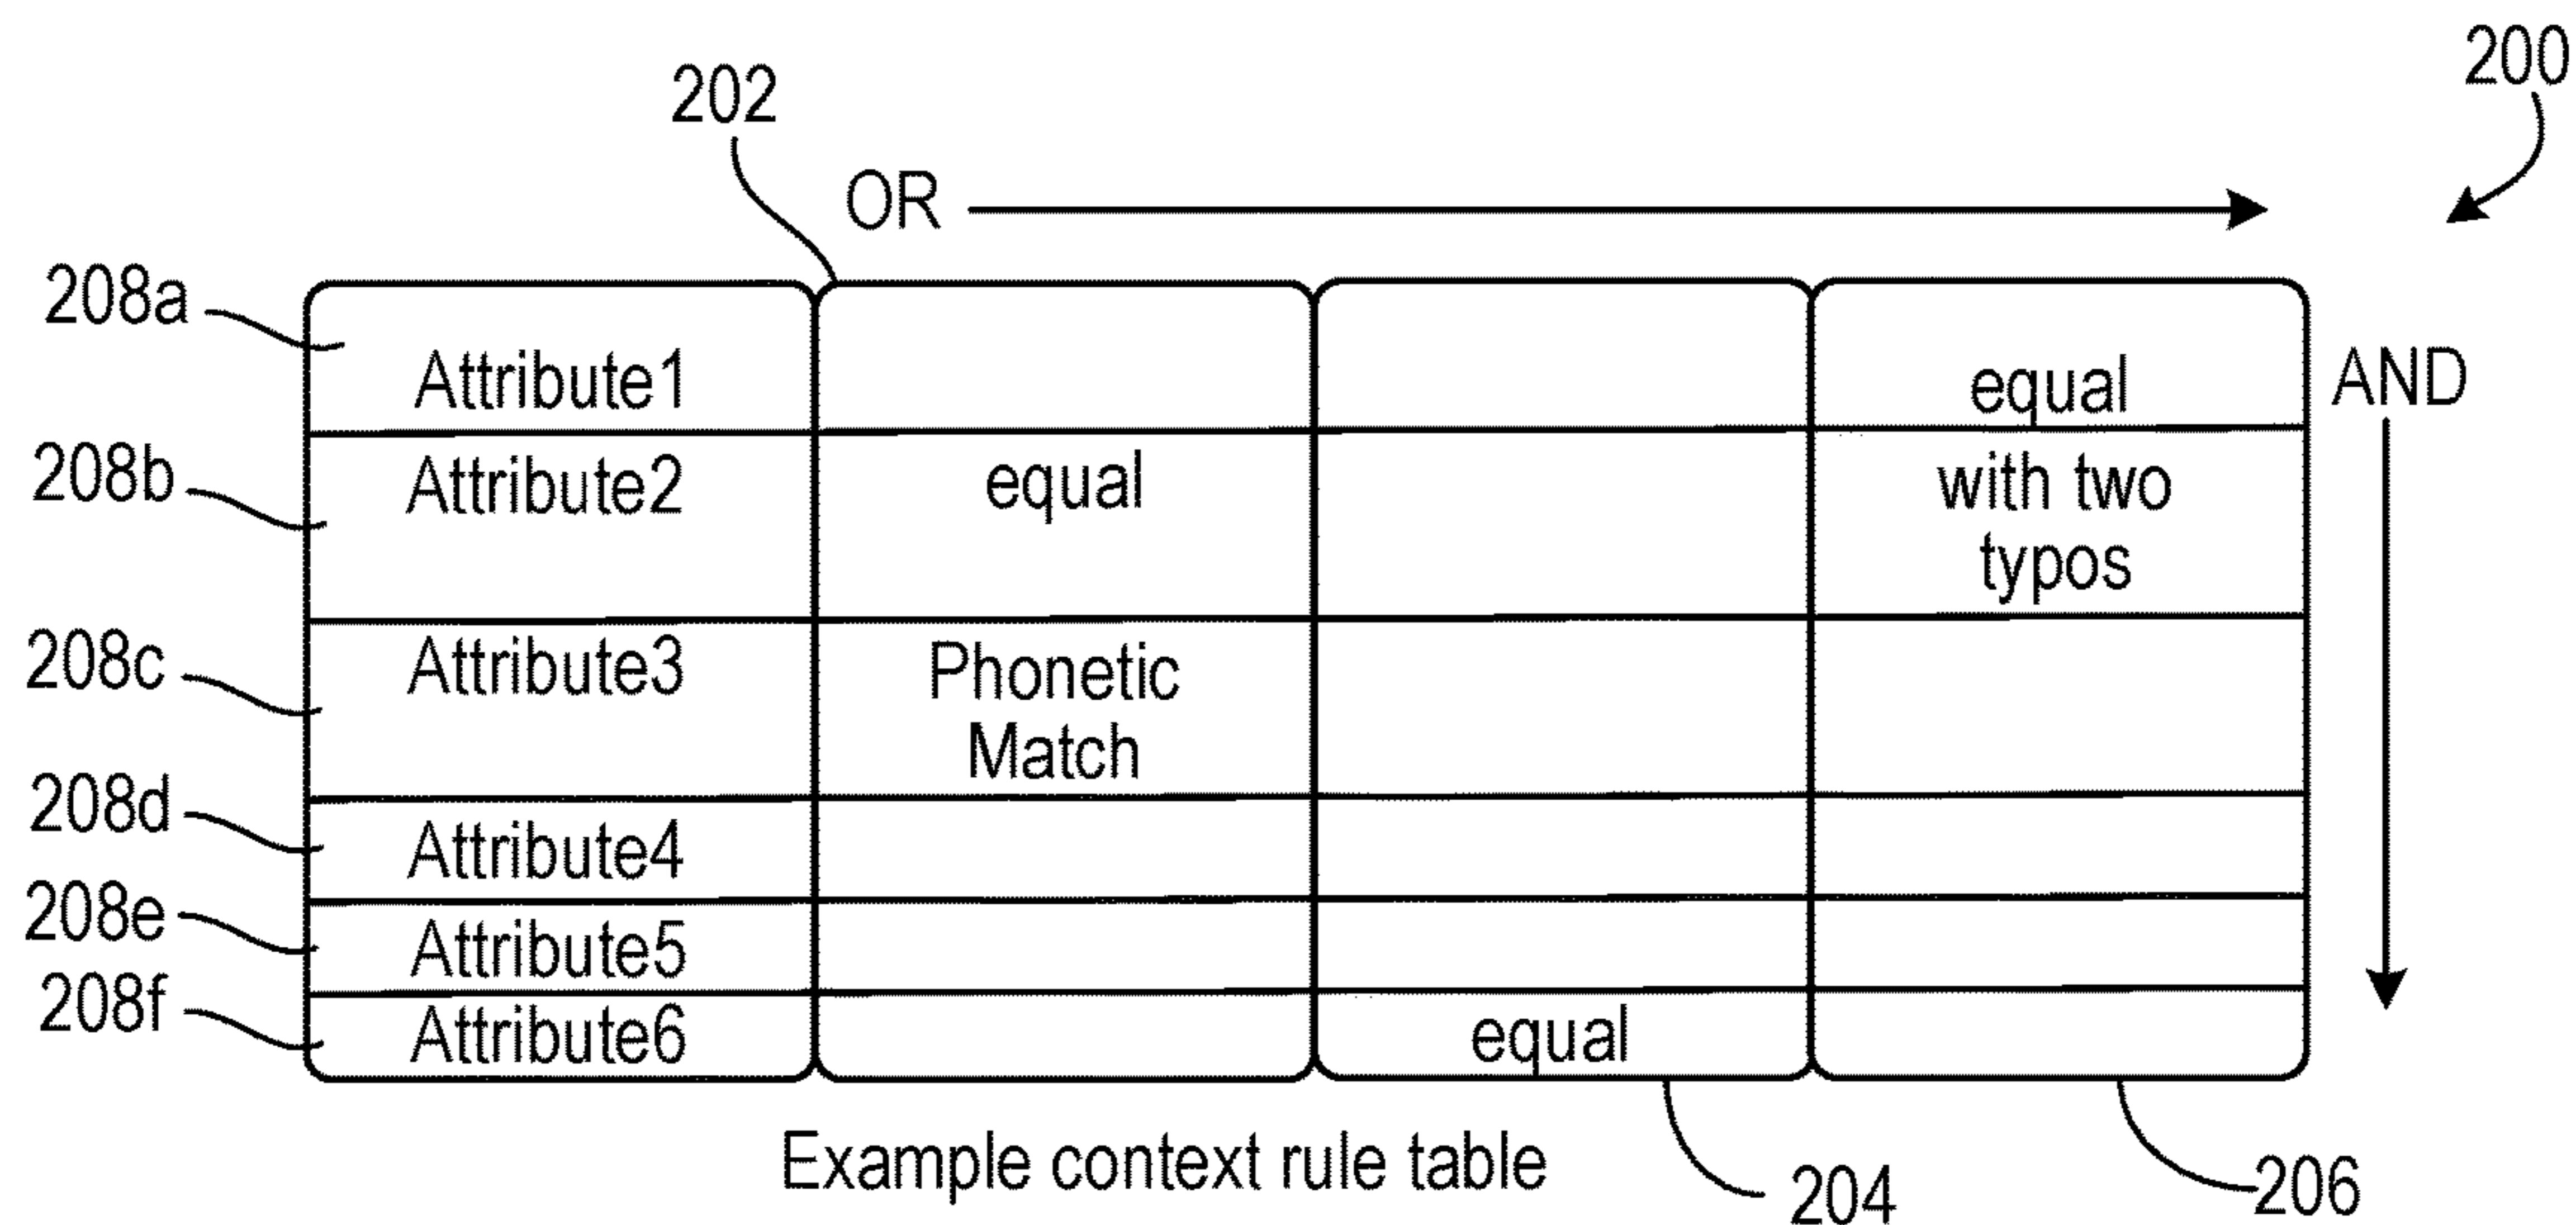 200
202
OR
208a
Attribute1
equal
AND
208b
Attribute2
equal
with two
typos
208c
Attribute3
Phonetic
Match
208d
Attribute4
208e
Attribute5
208f
Attribute6
equal
Example context rule table
204
206